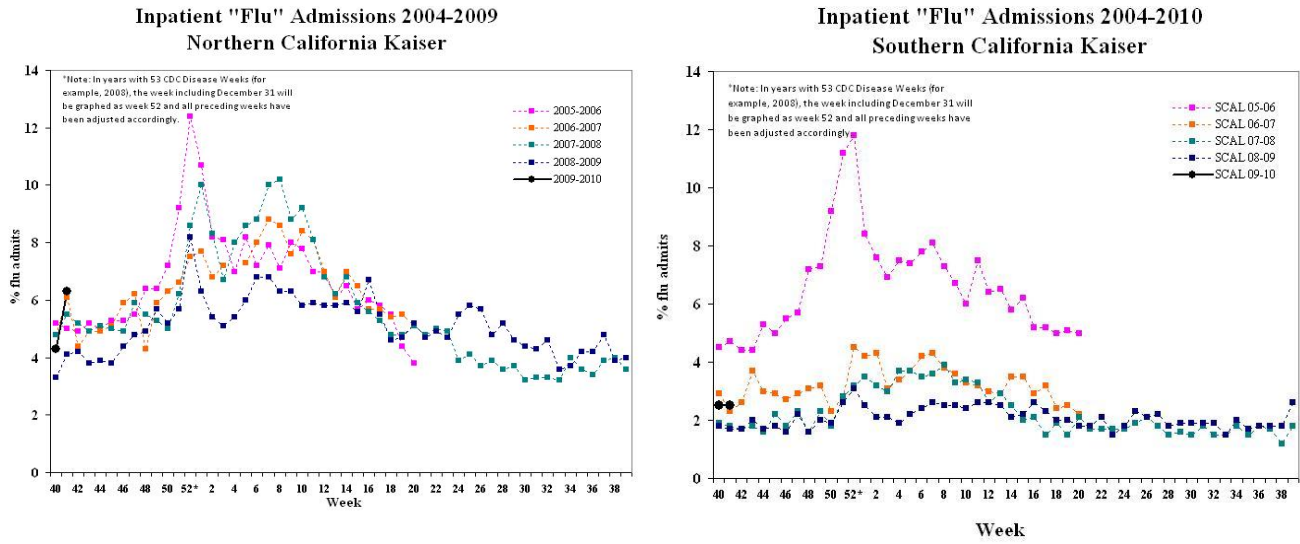 Inpatient "Flu" Admissions 2004-2009
Northern California Kaiser
*Note: In years with 53 CDC Disease Weeks (for
example, 2008), the week including December 31 will
be graphed as week 52 and all preceding weeks have
been adjusted accordingly.
2005-2006
2006-2007
2007-2008
2008-2009
2009-2010
% flu admits
14
12
10
8
6
4
2
0
40 42 44 46 48 50 52* 2 4 6 8 10 12 14 16 18 20 22 24 26 28 30 32 34 36 38
Week
Inpatient "Flu" Admissions 2004-2010
Southern California Kaiser
*Note: In years with 53 CDC Disease Weeks (for
example, 2008), the week including December 31 will
be graphed as week 52 and all preceding weeks have
been adjusted accordingly.
SCAL 05-06
SCAL 06-07
SCAL 07-08
SCAL 08-09
SCAL 09-10
% flu admits
14
12
10
8
6
4
2
0
40 42 44 46 48 50 52* 2 4 6 8 10 12 14 16 18 20 22 24 26 28 30 32 34 36 38
Week